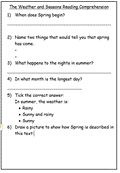 The Weather and Seasons Reading Comprehension
1) When does Spring begin?
2) Name two things that would tell you that spring
has come.
3) What happens to the nights in summer?
4) In what month is the longest day?
5) Tick the correct answer:
In summer, the weather is:
• Rainy
• Sunny and rainy
• Sunny
6) Draw a picture to show how Spring is described in
this text